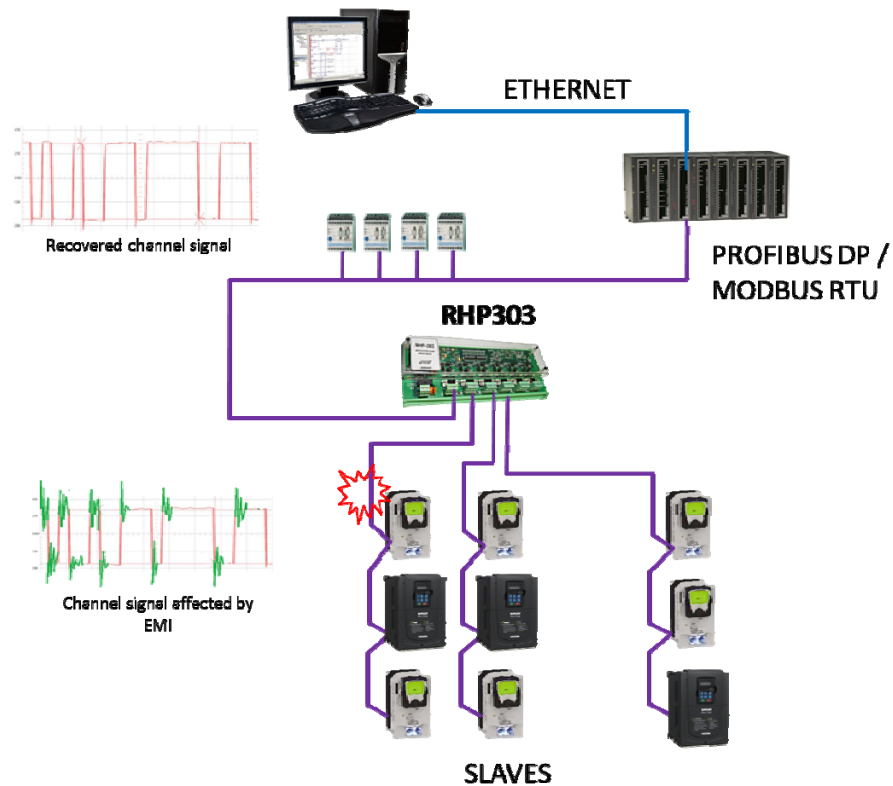 ETHERNET
Recovered channel signal
PROFIBUS DP /
MODBUS RTU
RHP303
Channel signal affected by
EMI
SLAVES